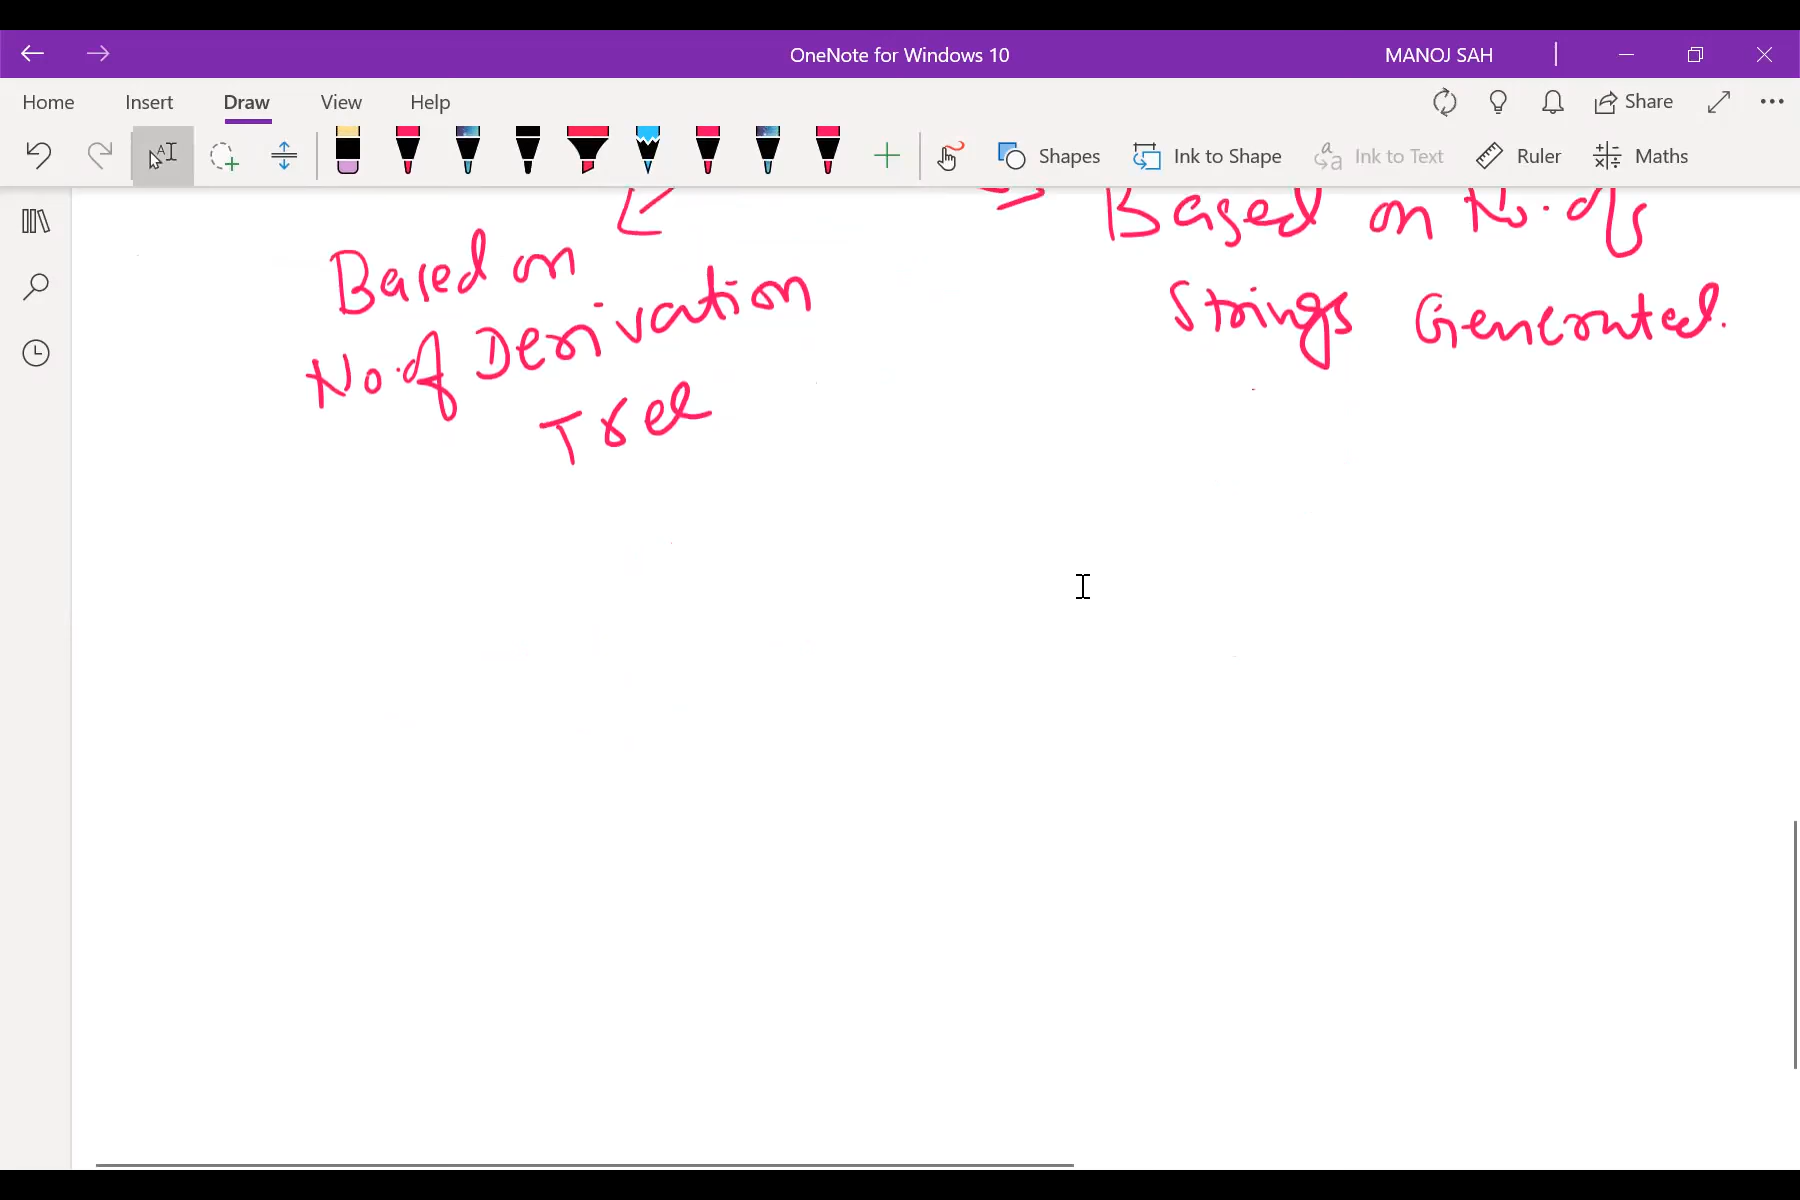 OneNote for Windows 10
MANOJ SAH
Home Insert Draw View Help
Share
Shapes Ink to Shape Ink to Text Ruler Maths
Based on
No. of Derivation
Tree
Based on No. of
Strings Generated.